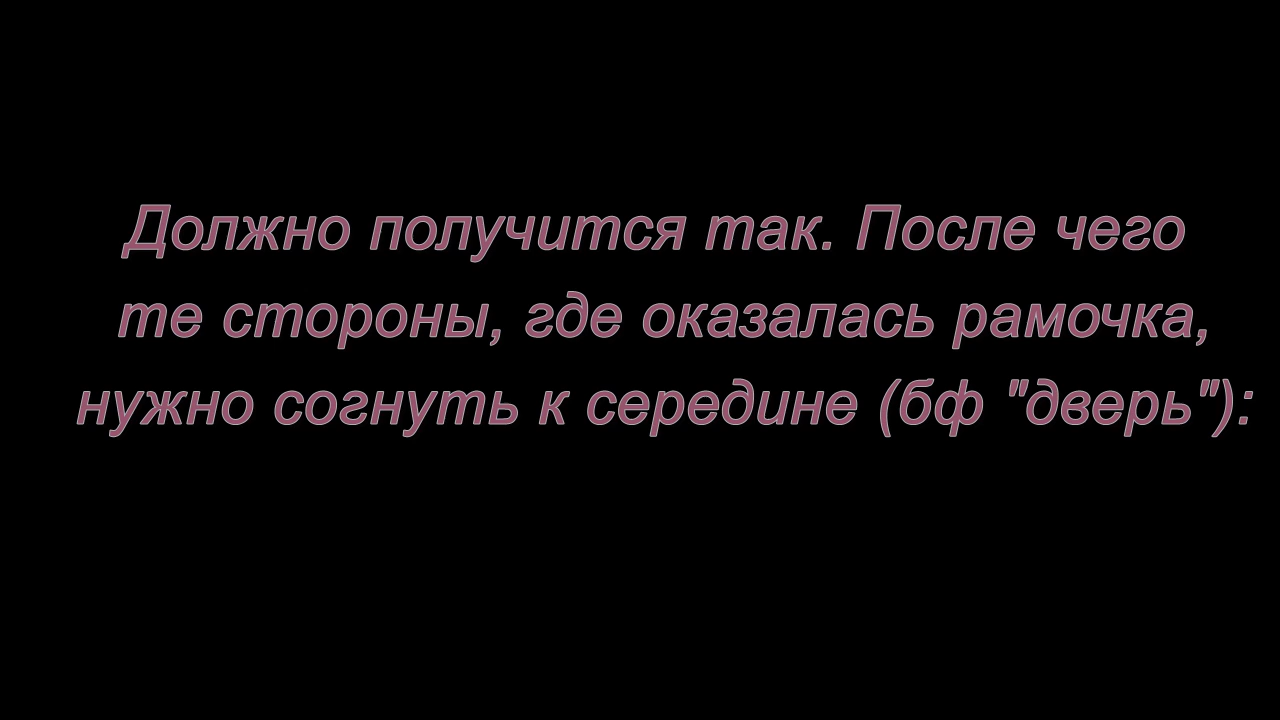 Должно получится так. После чего
те стороны, где оказалась рамочка,
нужно согнуть к середине (бф "дверь"):